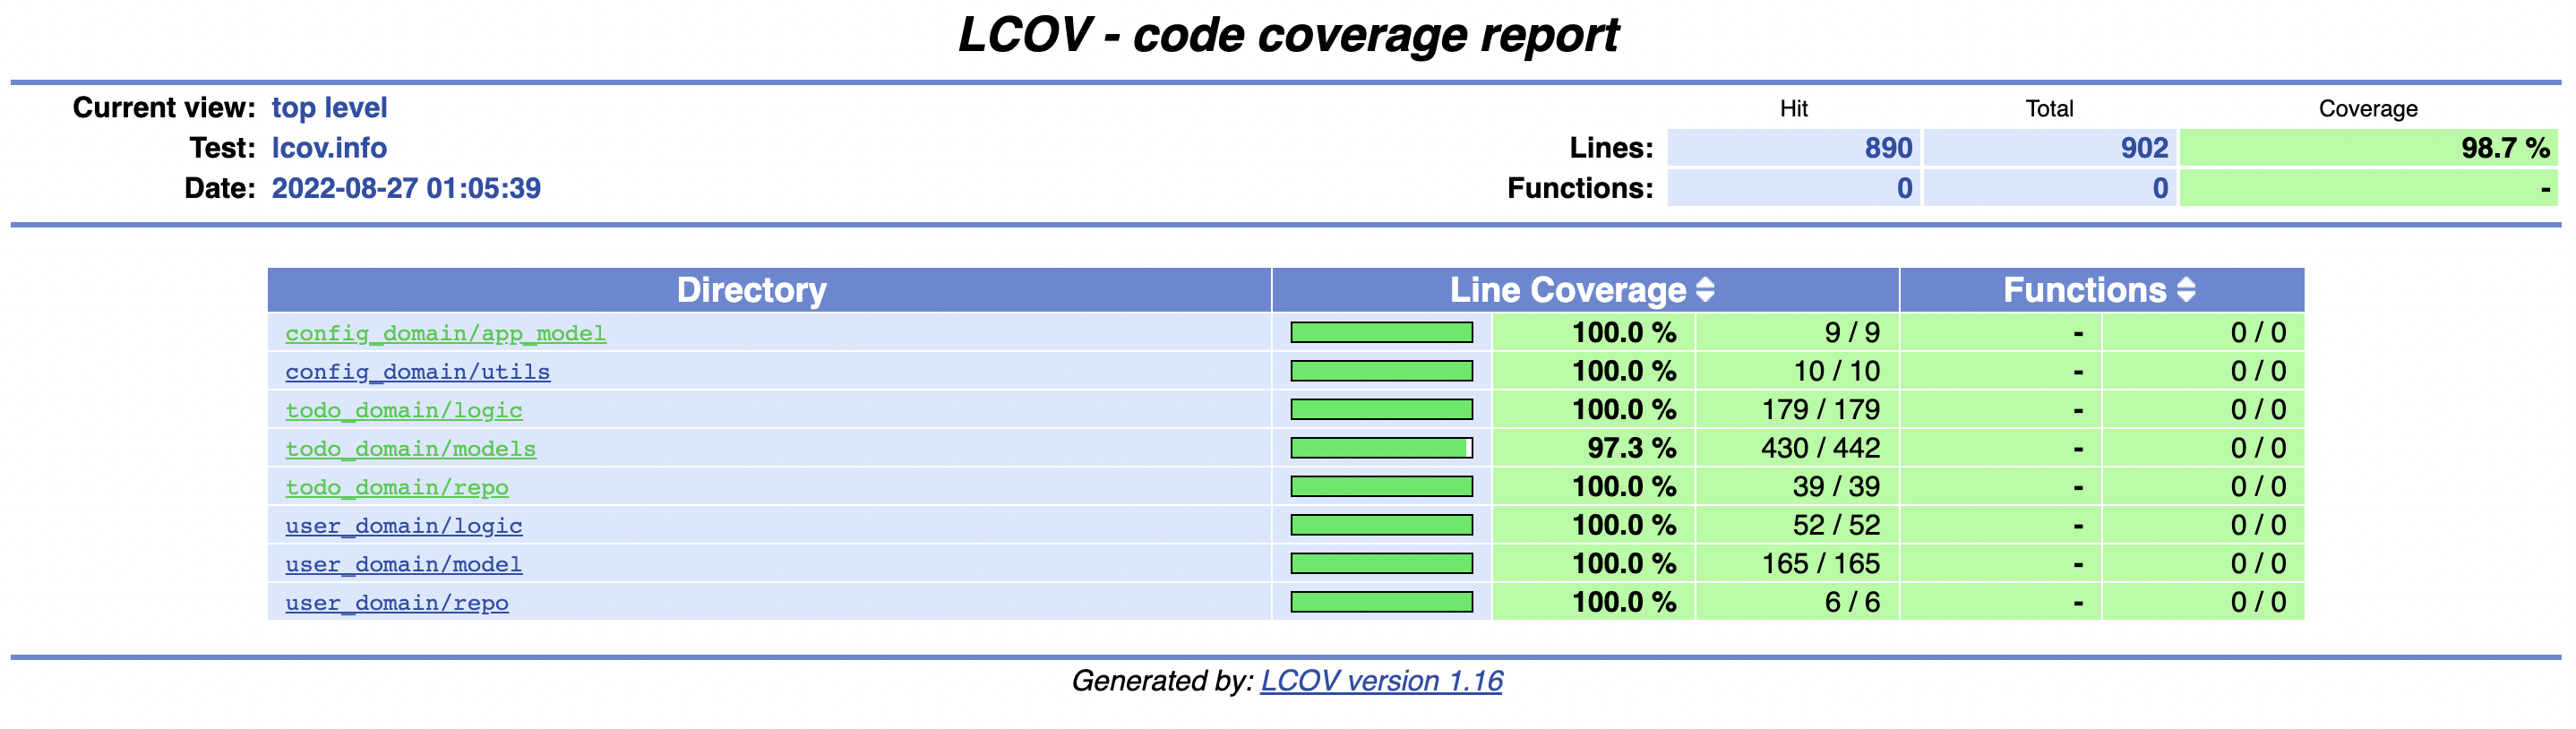 LCOV - code coverage report
Current view: top level
Hit Total Coverage
Test: lcov.info
Lines: 890 902 98.7 %
Date: 2022-08-27 01:05:39
Functions: 0 0 -
Directory Line Coverage Functions
config_domain/app_model 100.0 % 9 / 9 - 0 / 0
config_domain/utils 100.0 % 10 / 10 - 0 / 0
todo_domain/logic 100.0 % 179 / 179 - 0 / 0
todo_domain/models 97.3 % 430 / 442 - 0 / 0
todo_domain/repo 100.0 % 39 / 39 - 0 / 0
user_domain/logic 100.0 % 52 / 52 - 0 / 0
user_domain/model 100.0 % 165 / 165 - 0 / 0
user_domain/repo 100.0 % 6 / 6 - 0 / 0
Generated by: LCOV version 1.16